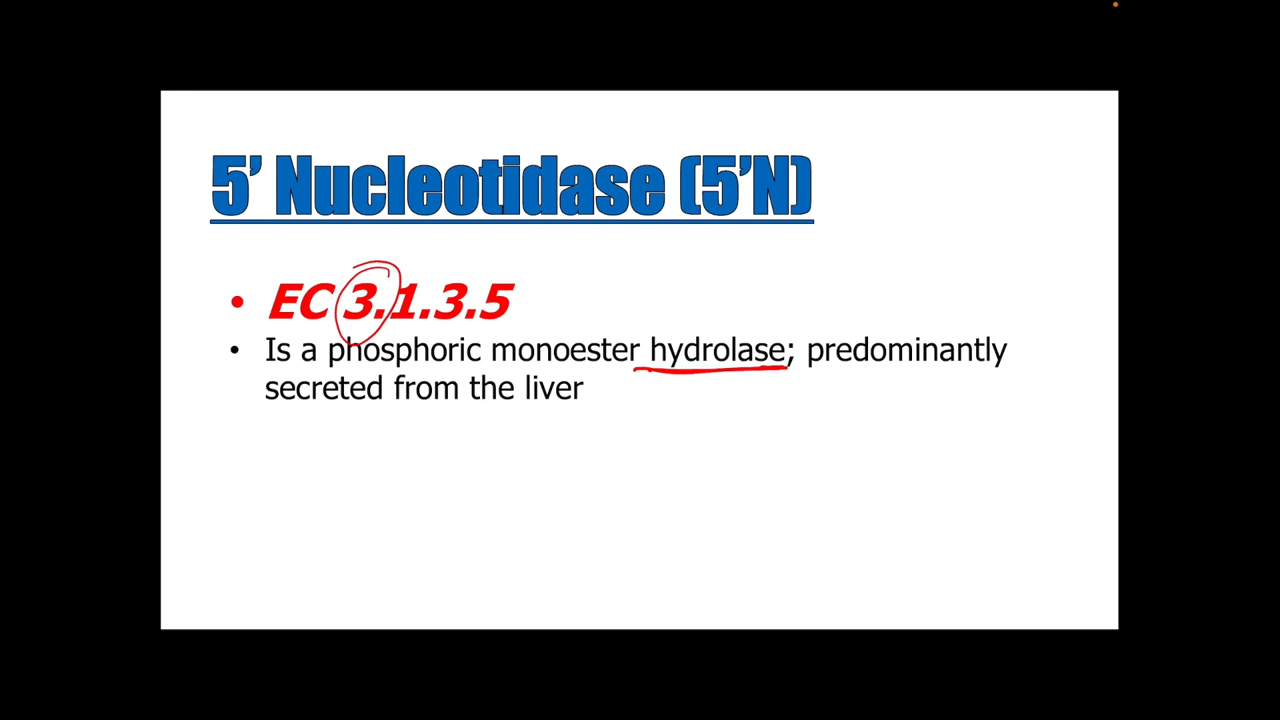 5’ Nucleotidase (5’N)
• EC 3.1.3.5
• Is a phosphoric monoester hydrolase; predominantly
secreted from the liver